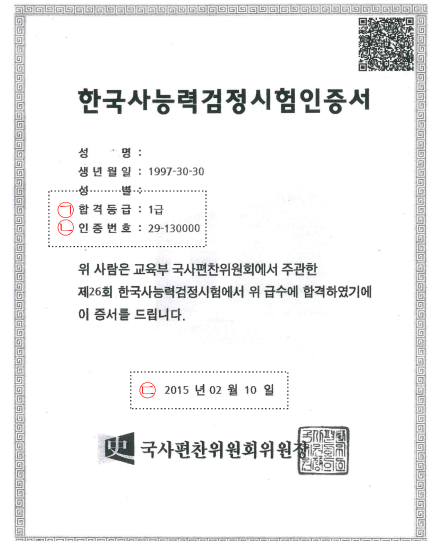 한국사능력검정시험인증서
성 명 :
생년월일 : 1997-30-30
성 별 :
㉠ 합격등급 : 1급
㉡ 인증번호 : 29-130000
위 사람은 교육부 국사편찬위원회에서 주관한
제26회 한국사능력검정시험에서 위 급수에 합격하였기에
이 증서를 드립니다.
㉢ 2015 년 02 월 10 일
史 국사편찬위원회위원장